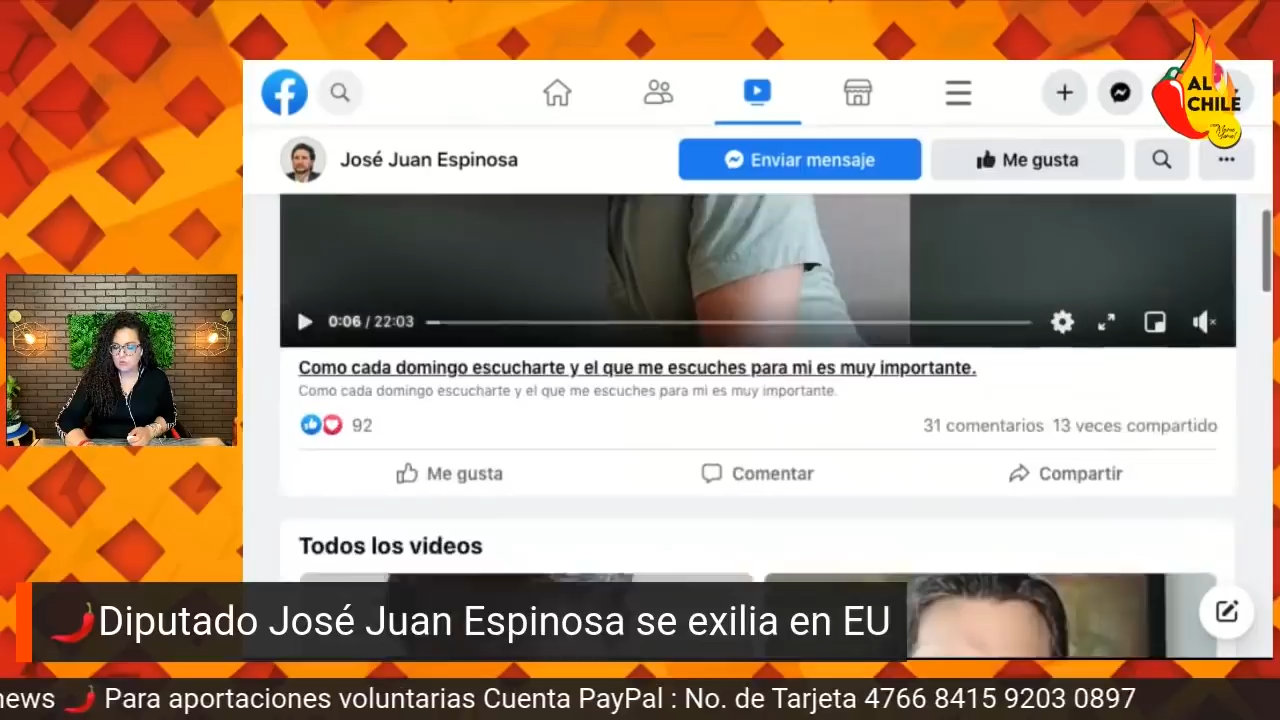 AL
CHILE
José Juan Espinosa
Enviar mensaje
Me gusta
0:06 / 22:03
Como cada domingo escucharte y el que me escuches para mi es muy importante.
Como cada domingo escucharte y el que me escuches para mi es muy importante.
92
31 comentarios 13 veces compartido
Me gusta
Comentar
Compartir
Todos los videos
Diputado José Juan Espinosa se exilia en EU
news Para aportaciones voluntarias Cuenta PayPal : No. de Tarjeta 4766 8415 9203 0897